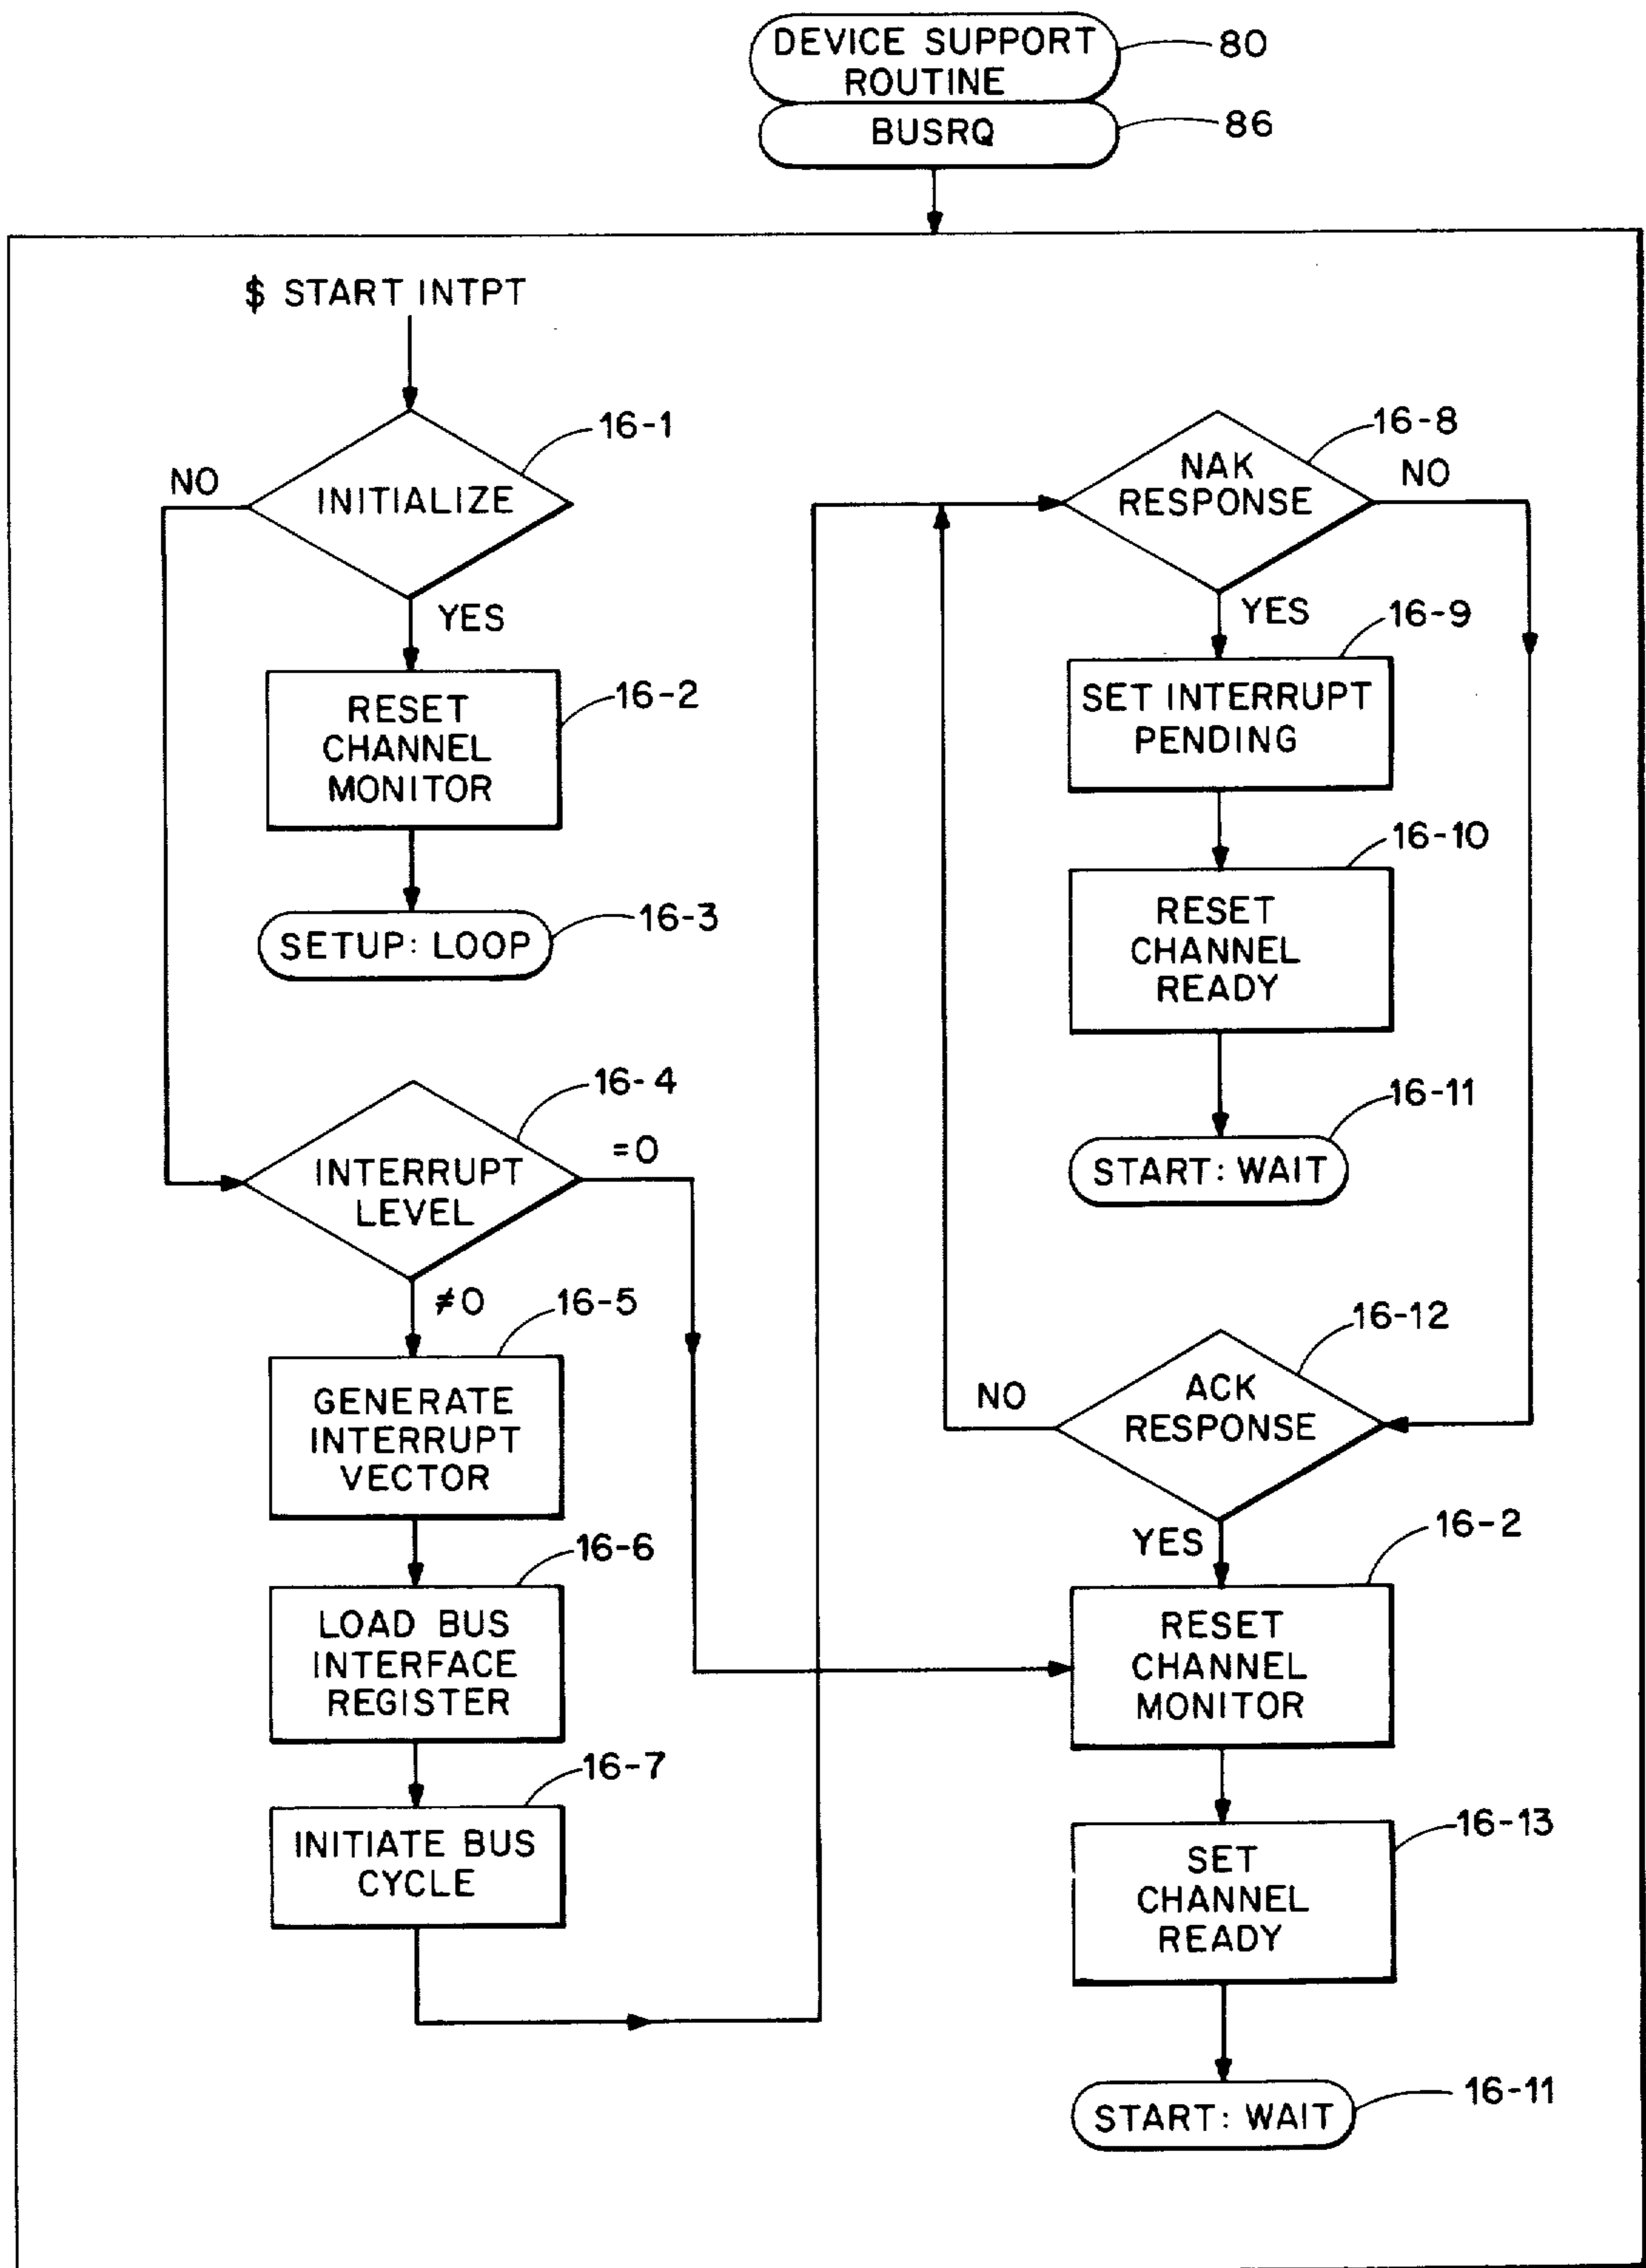 DEVICE SUPPORT
ROUTINE
80
BUSRQ
86
$ START INTPT
16-1
NO
INITIALIZE
YES
RESET
CHANNEL
MONITOR
16-2
SETUP: LOOP
16-3
16-4
INTERRUPT
LEVEL
=0
≠0
16-5
GENERATE
INTERRUPT
VECTOR
16-6
LOAD BUS
INTERFACE
REGISTER
16-7
INITIATE BUS
CYCLE
16-8
NAK
RESPONSE
NO
YES
16-9
SET INTERRUPT
PENDING
16-10
RESET
CHANNEL
READY
16-11
START: WAIT
16-12
NO
ACK
RESPONSE
YES
16-2
RESET
CHANNEL
MONITOR
16-13
SET
CHANNEL
READY
16-11
START: WAIT